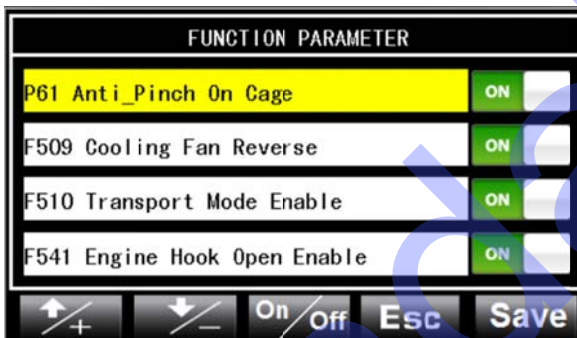 FUNCTION PARAMETER
P61 Anti_Pinch On Cage ON
F509 Cooling Fan Reverse ON
F510 Transport Mode Enable ON
F541 Engine Hook Open Enable ON
↑/+ ↓/− On/Off Esc Save